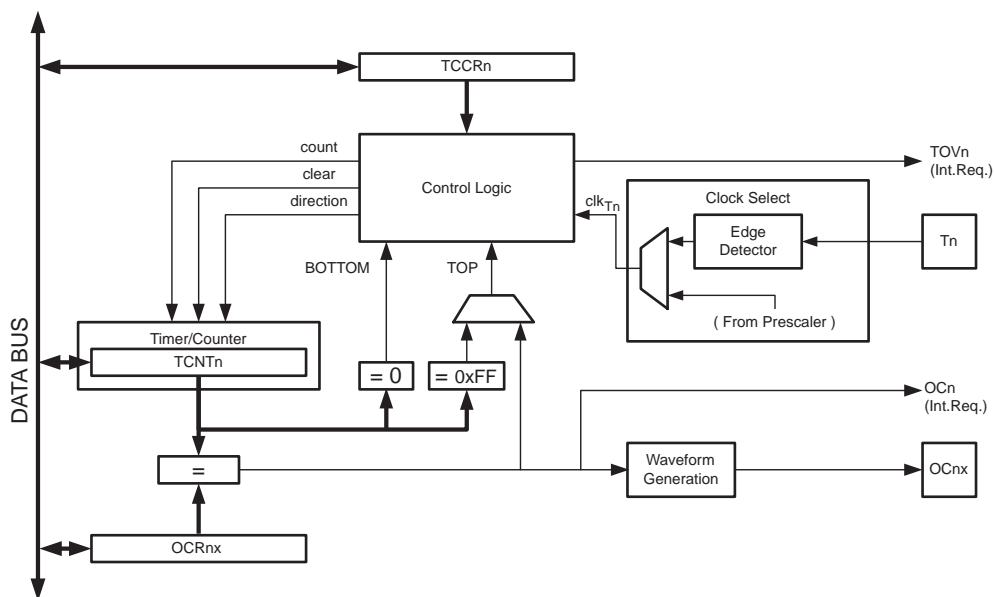 TCCRn
count
clear
direction
Control Logic
TOVn
(Int.Req.)
clkTn
Clock Select
Edge
Detector
Tn
( From Prescaler )
BOTTOM
TOP
Timer/Counter
TCNTn
= 0
= 0xFF
DATA BUS
OCn
(Int.Req.)
=
Waveform
Generation
OCnx
OCRnx